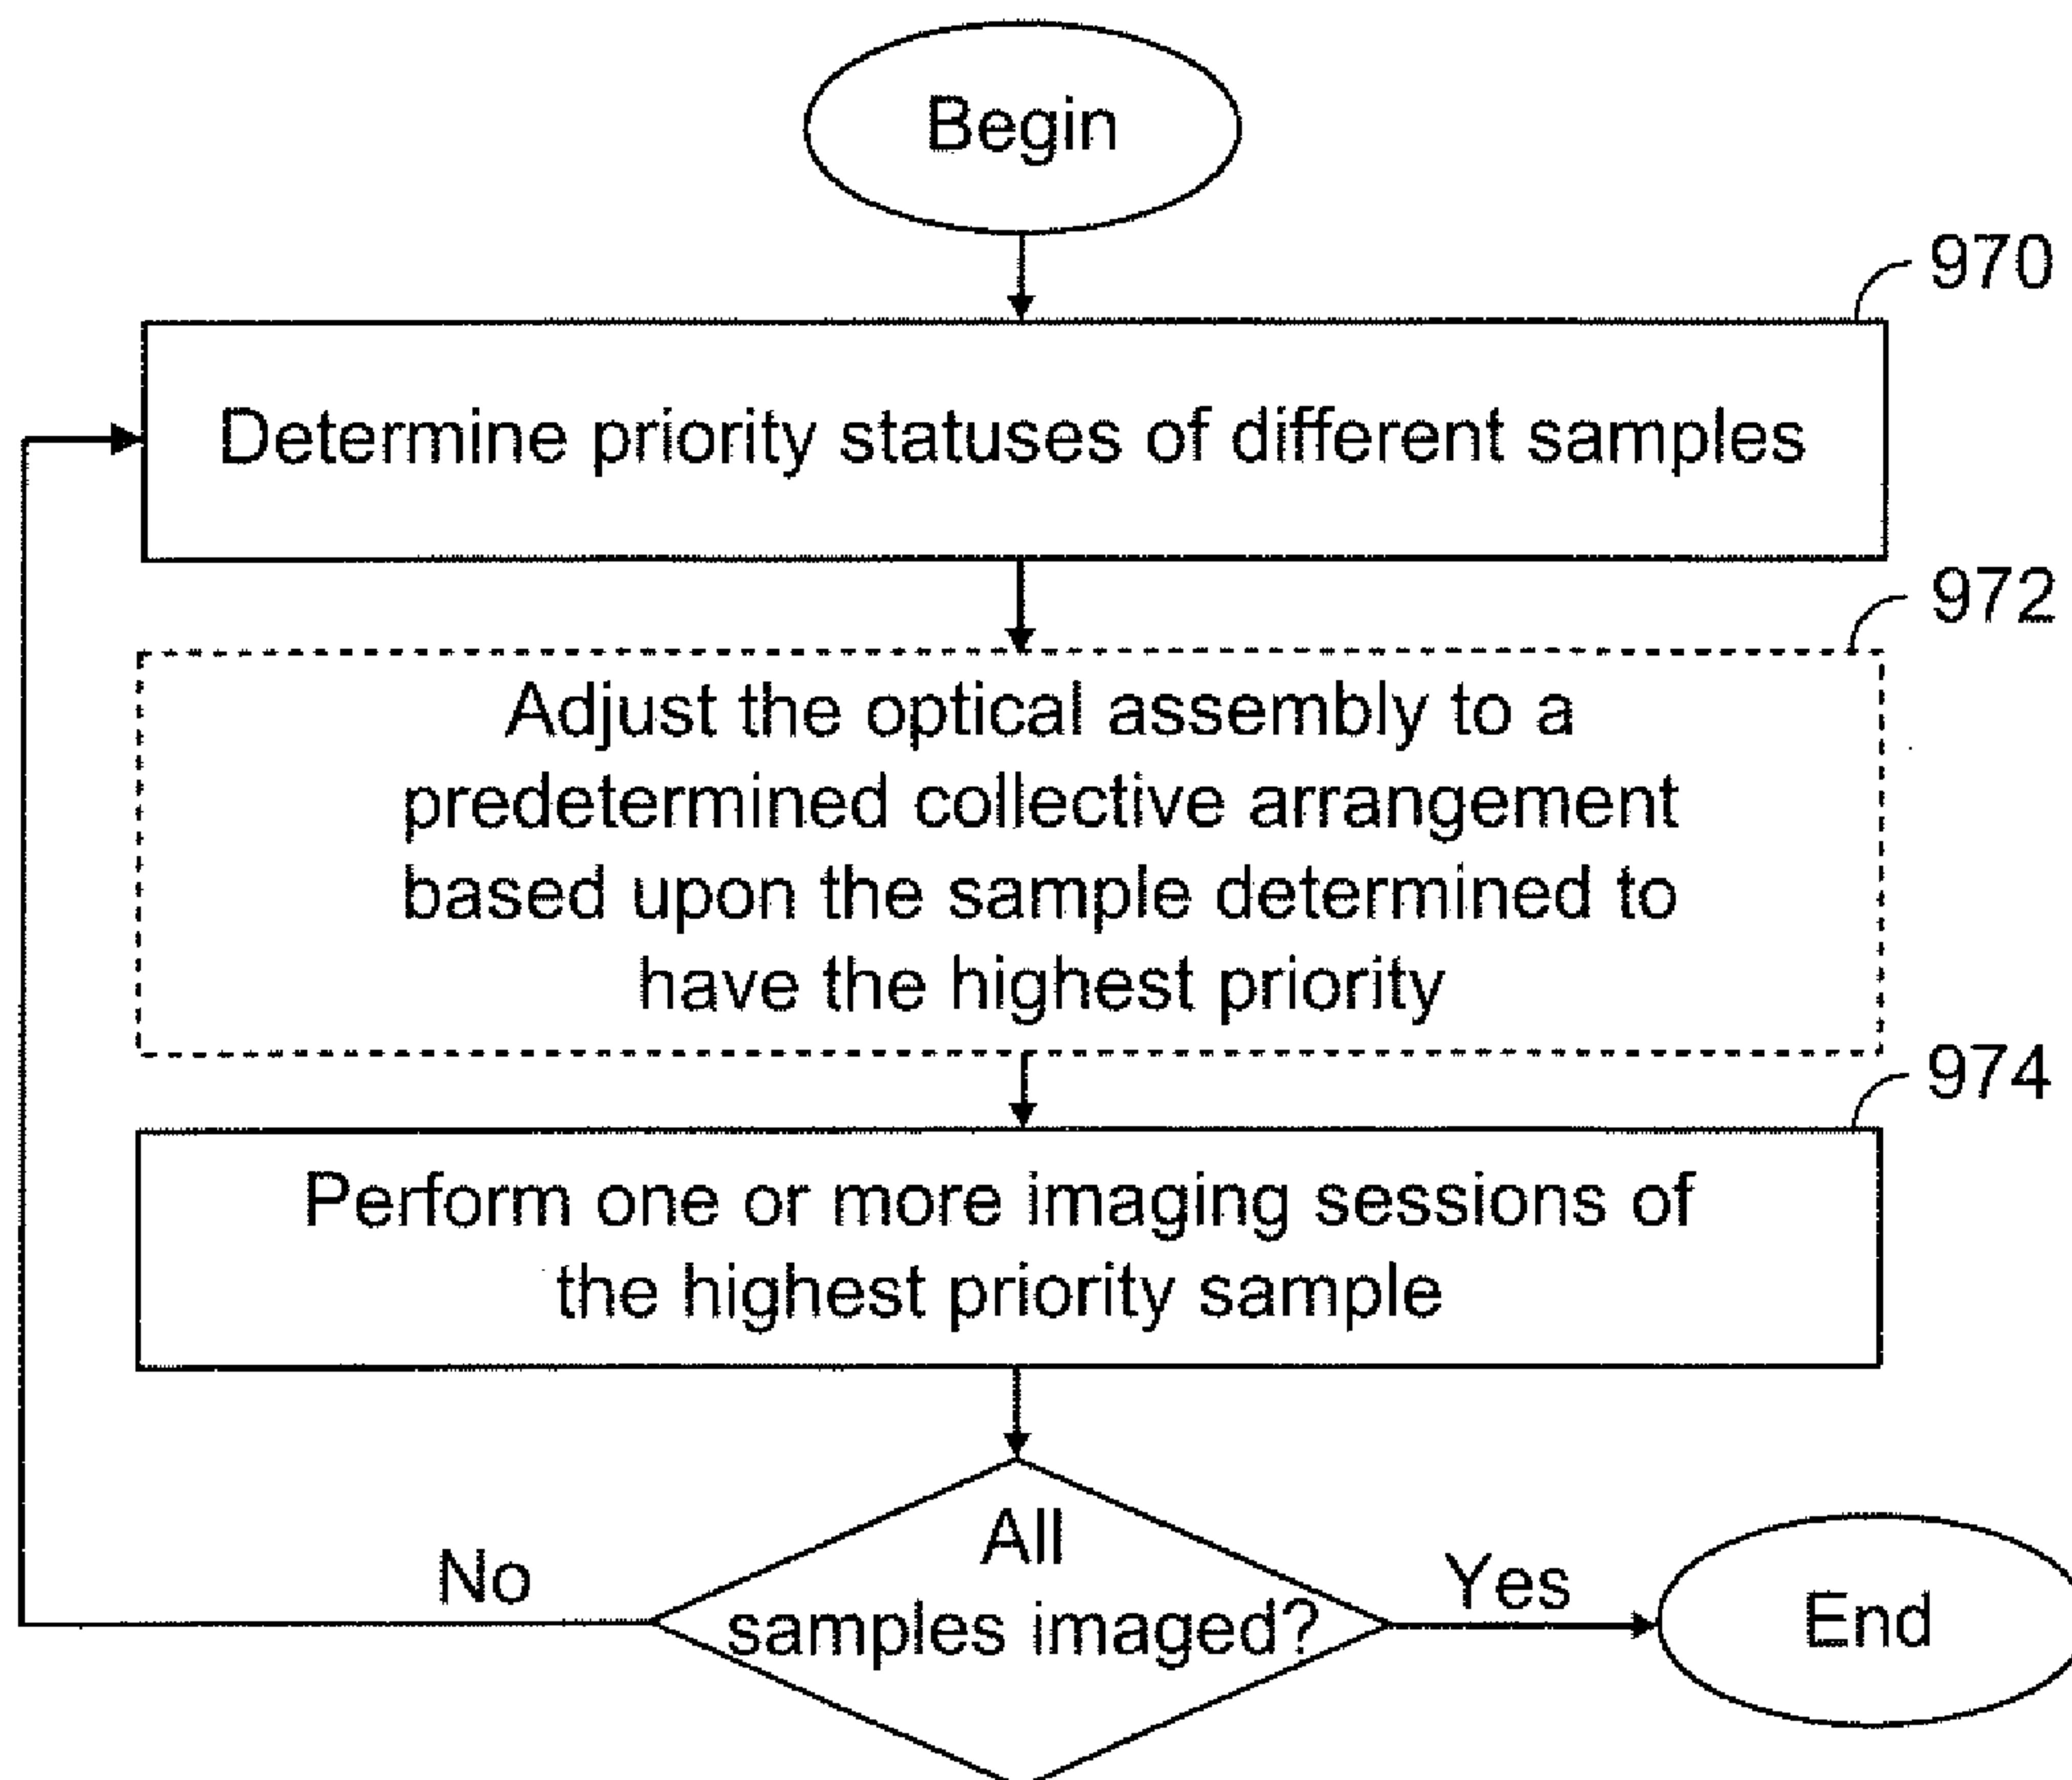 Begin
970
Determine priority statuses of different samples
972
Adjust the optical assembly to a
predetermined collective arrangement
based upon the sample determined to
have the highest priority
974
Perform one or more imaging sessions of
the highest priority sample
All
samples imaged?
No
Yes
End